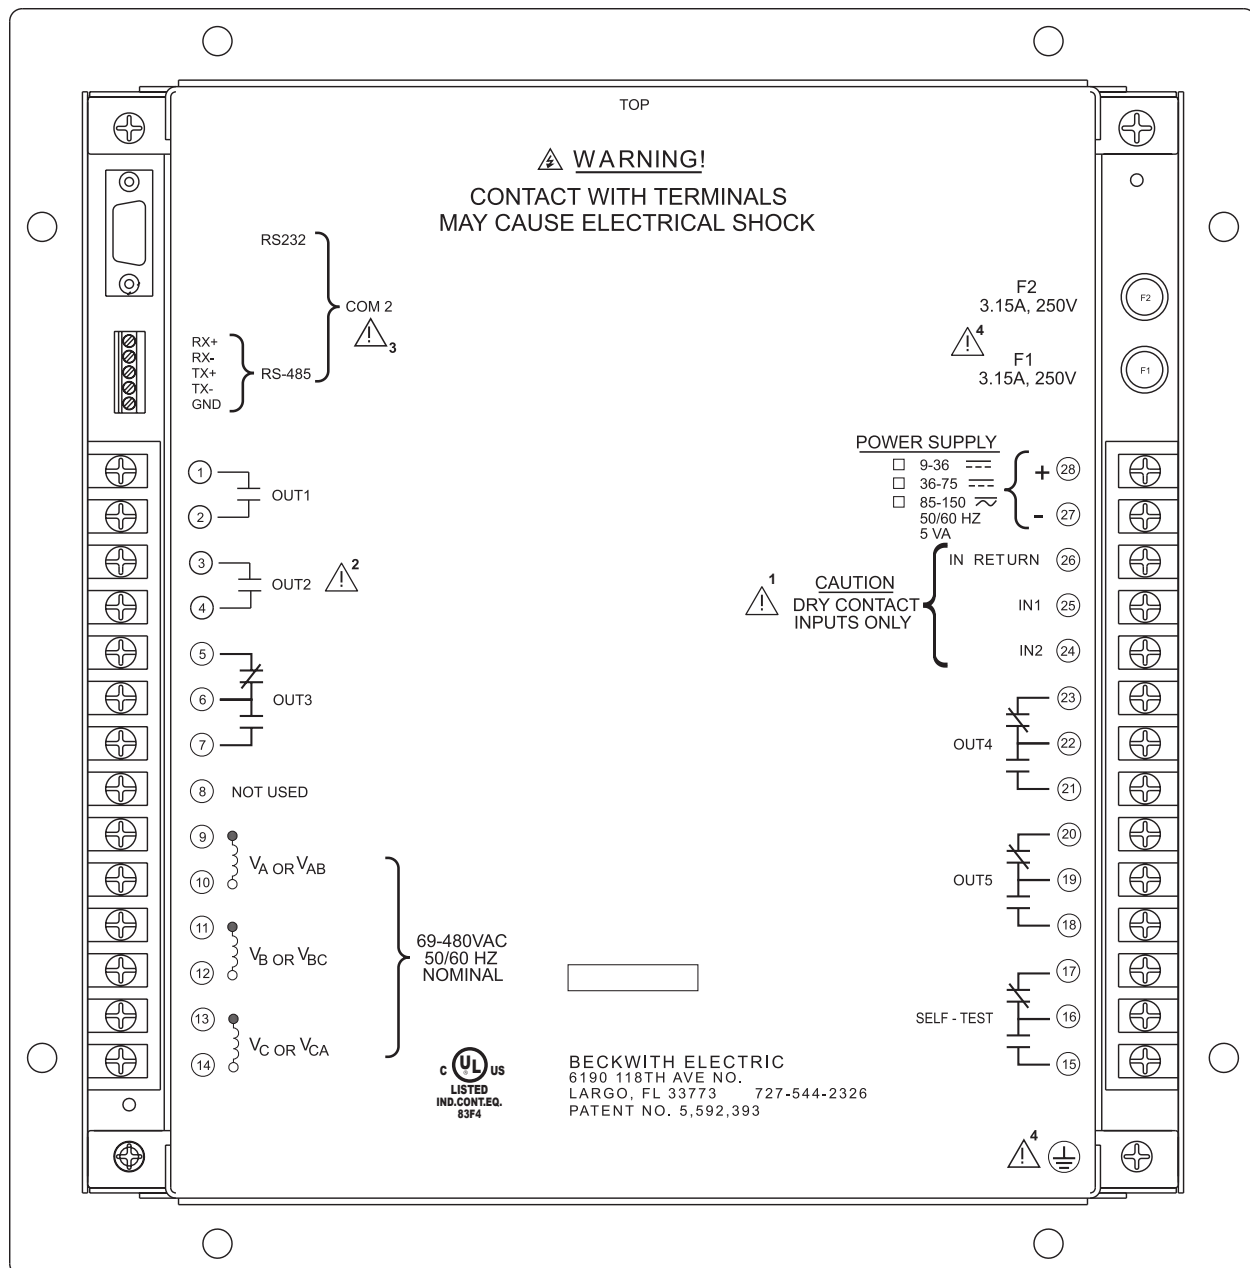 TOP
WARNING!
CONTACT WITH TERMINALS
MAY CAUSE ELECTRICAL SHOCK
RS232
COM 2
3
RX+
RX-
TX+
TX-
GND
RS-485
F2
3.15A, 250V
F2
4
F1
3.15A, 250V
F1
1
2
OUT1
3
4
OUT2
2
5
6
7
OUT3
8 NOT USED
9
10
VA OR VAB
11
12
VB OR VBC
13
14
VC OR VCA
69-480VAC
50/60 HZ
NOMINAL
POWER SUPPLY
9-36
36-75
85-150
50/60 HZ
5 VA
+ 28
- 27
1
CAUTION
DRY CONTACT
INPUTS ONLY
IN RETURN 26
IN1 25
IN2 24
23
OUT4 22
21
20
OUT5 19
18
17
SELF - TEST 16
15
C UL US
®
LISTED
IND.CONT.EQ.
83F4
BECKWITH ELECTRIC
6190 118TH AVE NO.
LARGO, FL 33773 727-544-2326
PATENT NO. 5,592,393
4